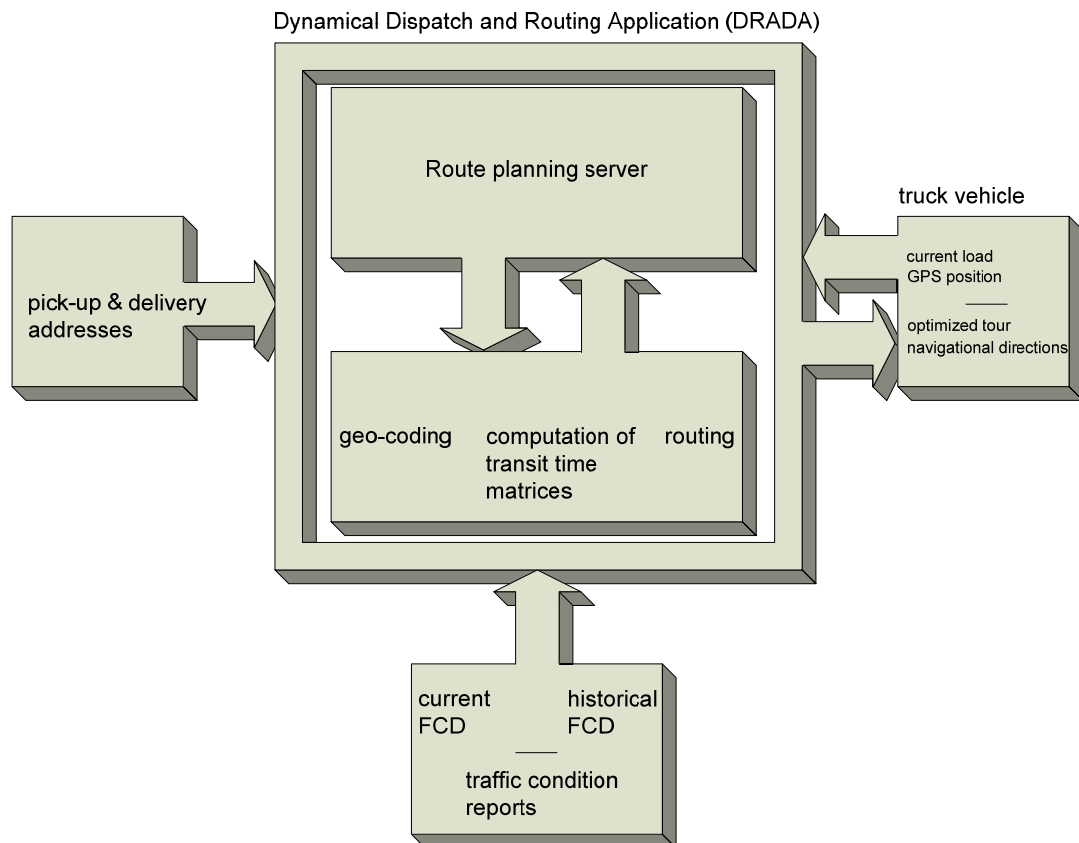 Dynamical Dispatch and Routing Application (DRADA)
Route planning server
truck vehicle
current load
GPS position
optimized tour
navigational directions
pick-up & delivery
addresses
geo-coding
computation of
transit time
matrices
routing
current
FCD
historical
FCD
traffic condition
reports